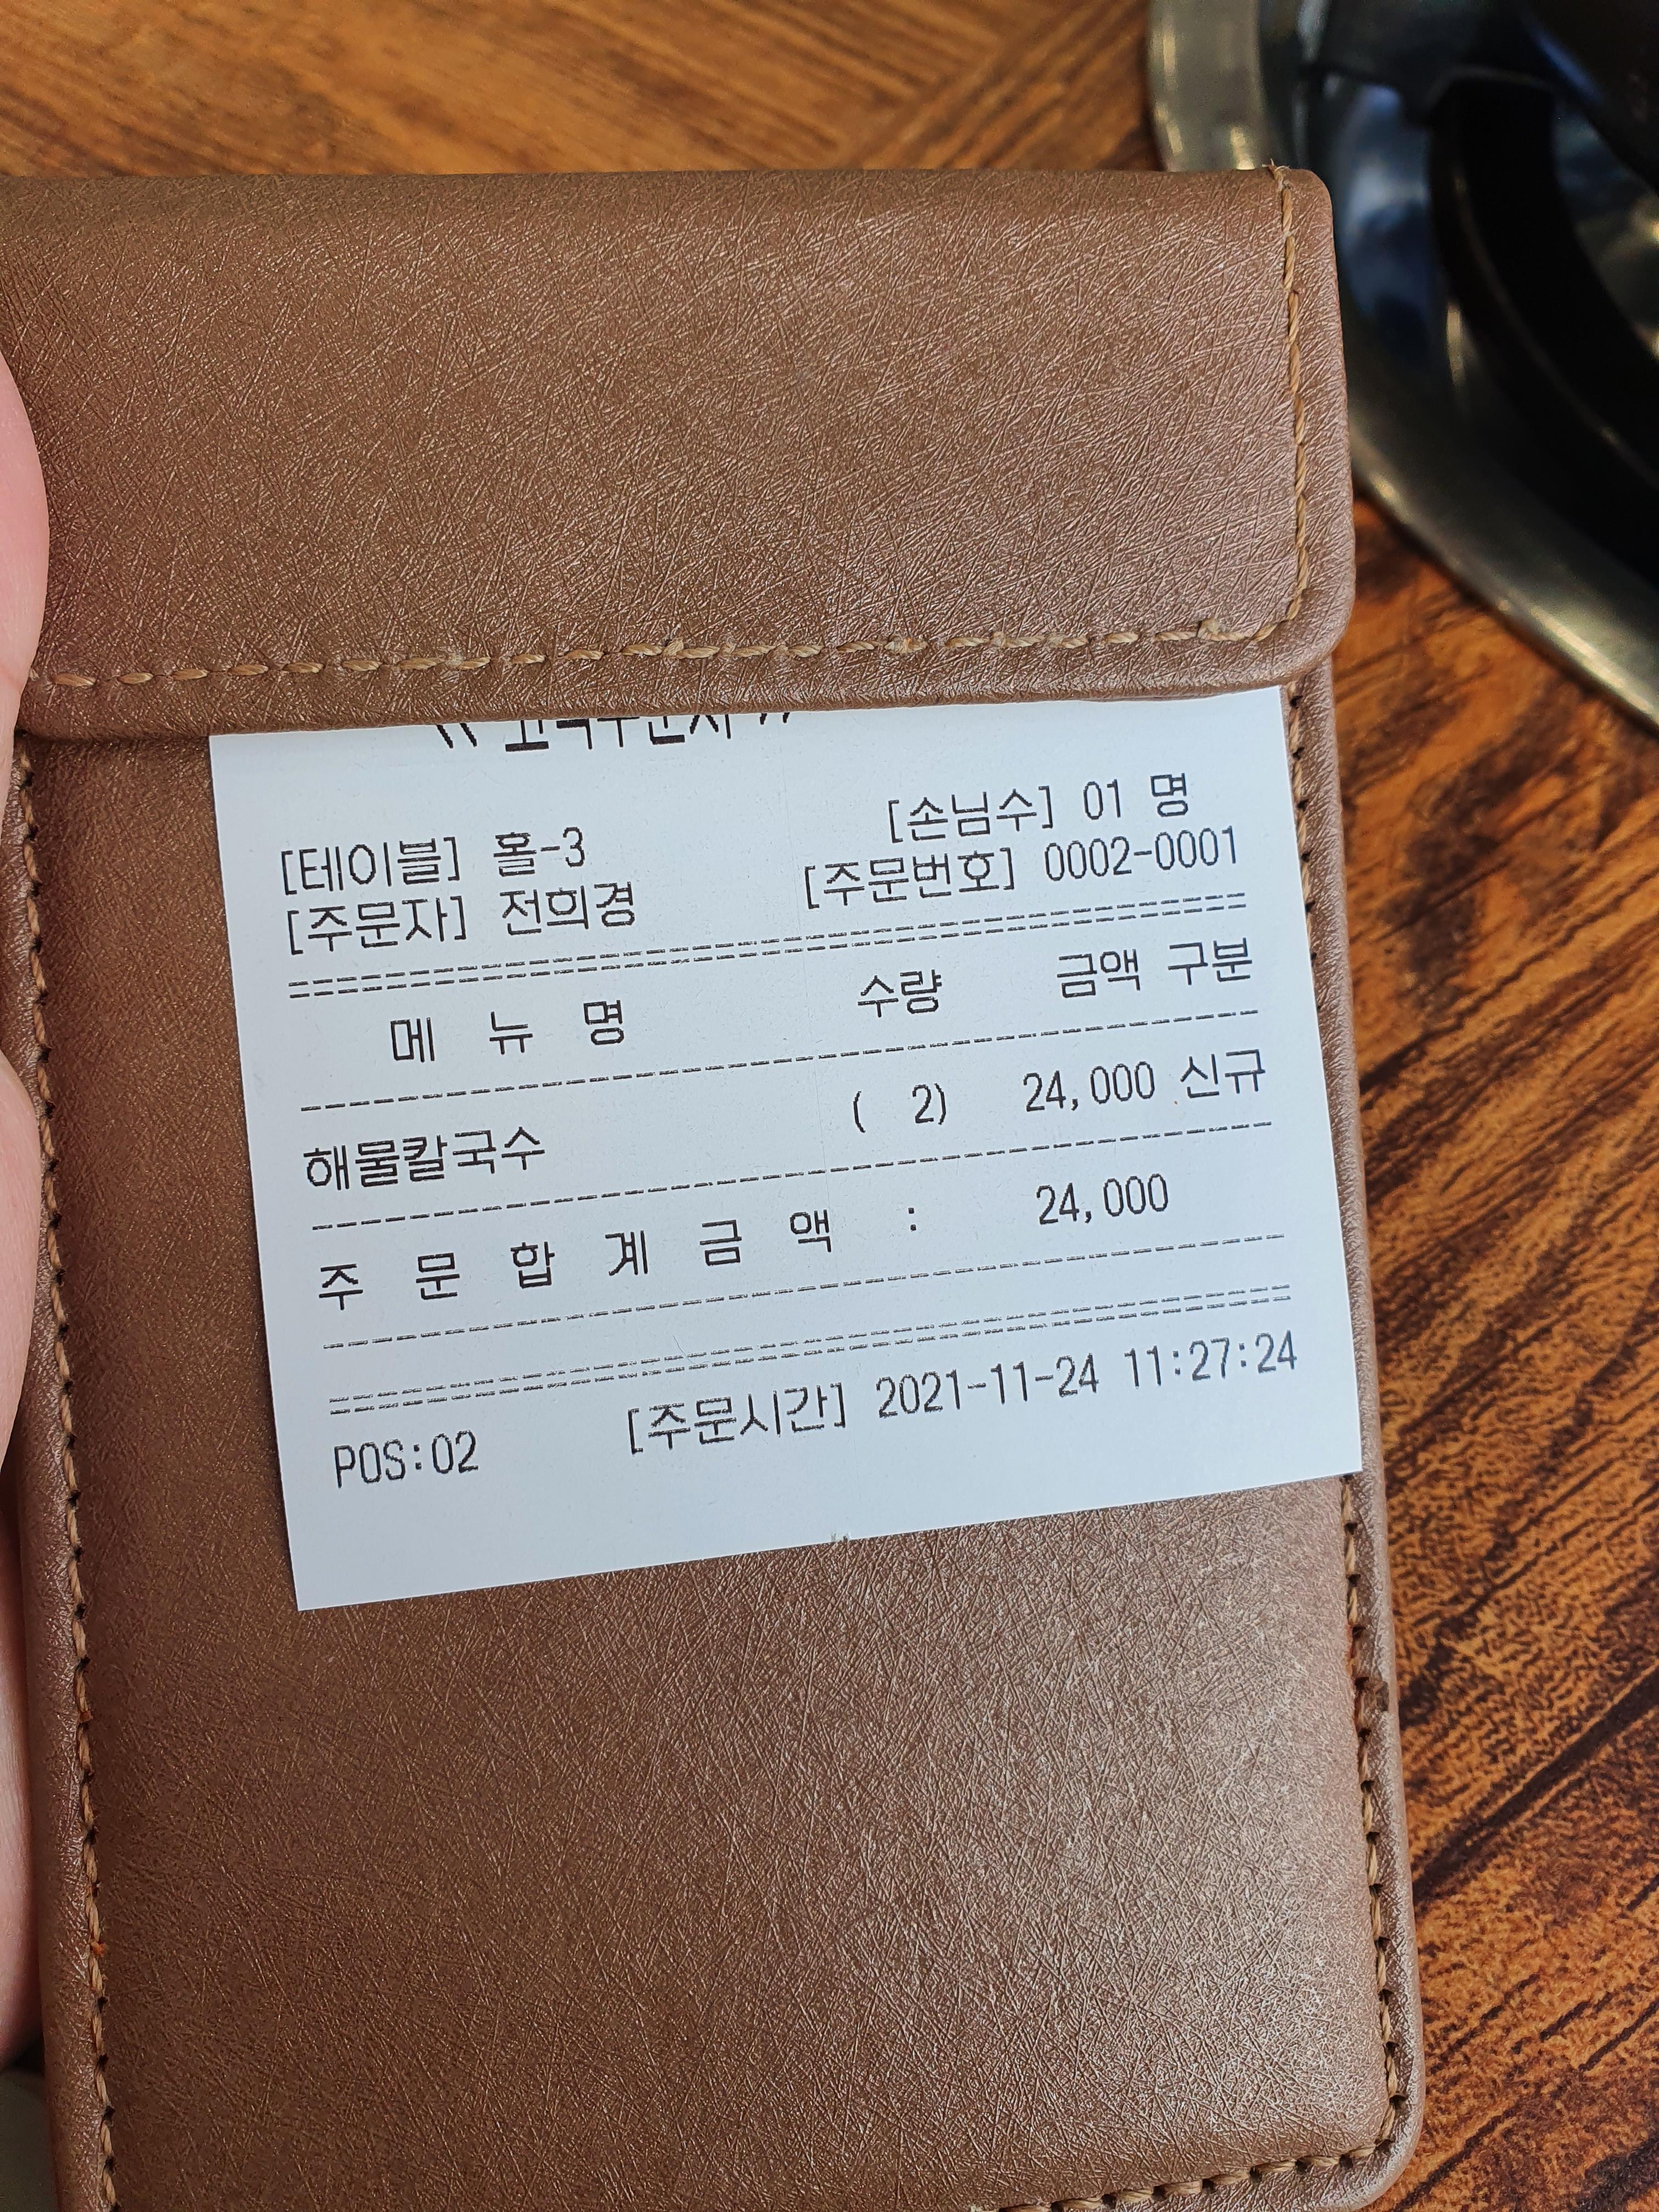 [테이블] 홀-3 [손님수] 01 명
[주문자] 전희경 [주문번호] 0002-0001
메 뉴 명 수량 금액 구분
해물칼국수 ( 2) 24,000 신규
주 문 합 계 금 액 : 24,000
POS:02 [주문시간] 2021-11-24 11:27:24